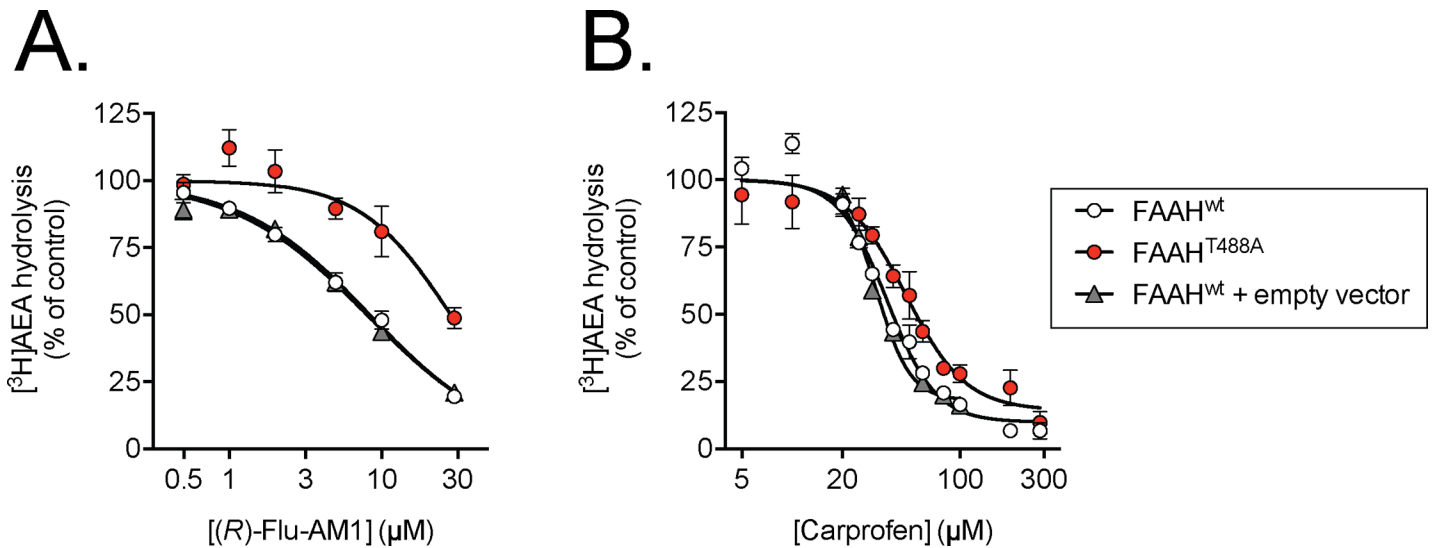 A.
125
100
75
50
25
0
[³H]AEA hydrolysis
(% of control)
0.5 1 3 10 30
[(R)-Flu-AM1] (µM)
B.
125
100
75
50
25
0
[³H]AEA hydrolysis
(% of control)
5 20 100 300
[Carprofen] (µM)
FAAHʷᵗ
FAAHᵀ⁴⁸⁸ᴬ
FAAHʷᵗ + empty vector